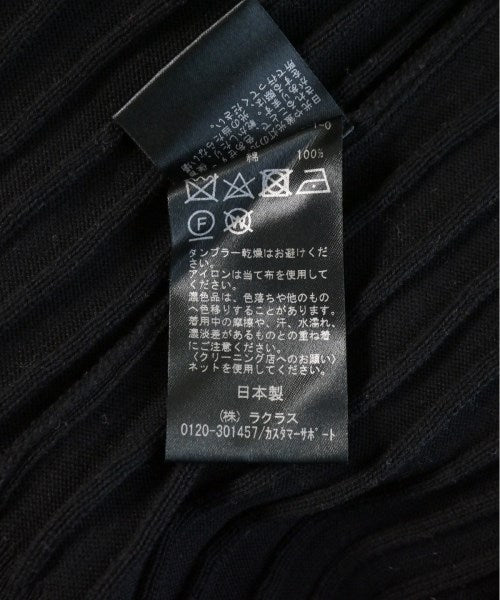 綿 100%
F
W
タンブラー乾燥はお避けくだ
さい。
アイロンは当て布を使用して
ください。
濃色品は、色落ちや他のもの
へ色移りすることがあります。
着用中の摩擦や、汗、水濡れ、
濃淡差があるものとの重ね着
にご注意ください。
〈クリーニング店へのお願い〉
ネットを使用してください。
日本製
(株) ラクラス
0120-301457/カスタマーサポート